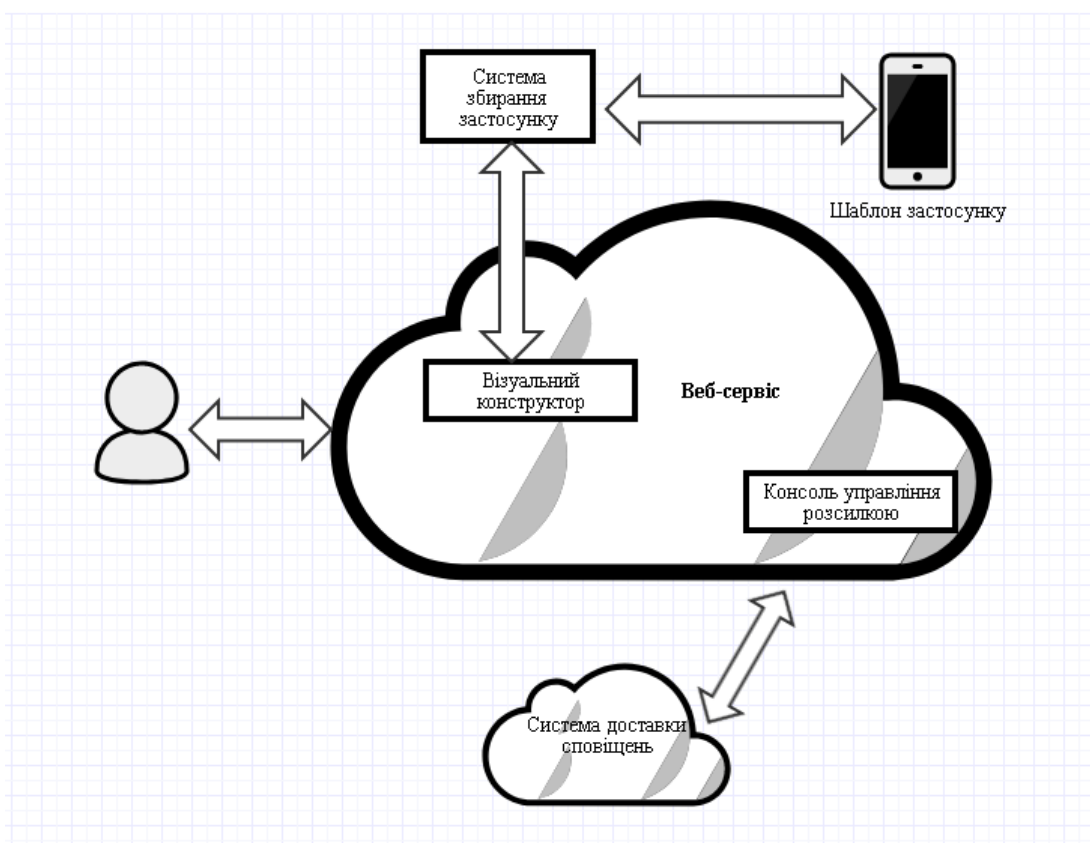 Система
збирання
застосунку
Шаблон застосунку
Візуальний
конструктор
Веб-сервіс
Консоль управління
розсилкою
Система доставки
сповіщень